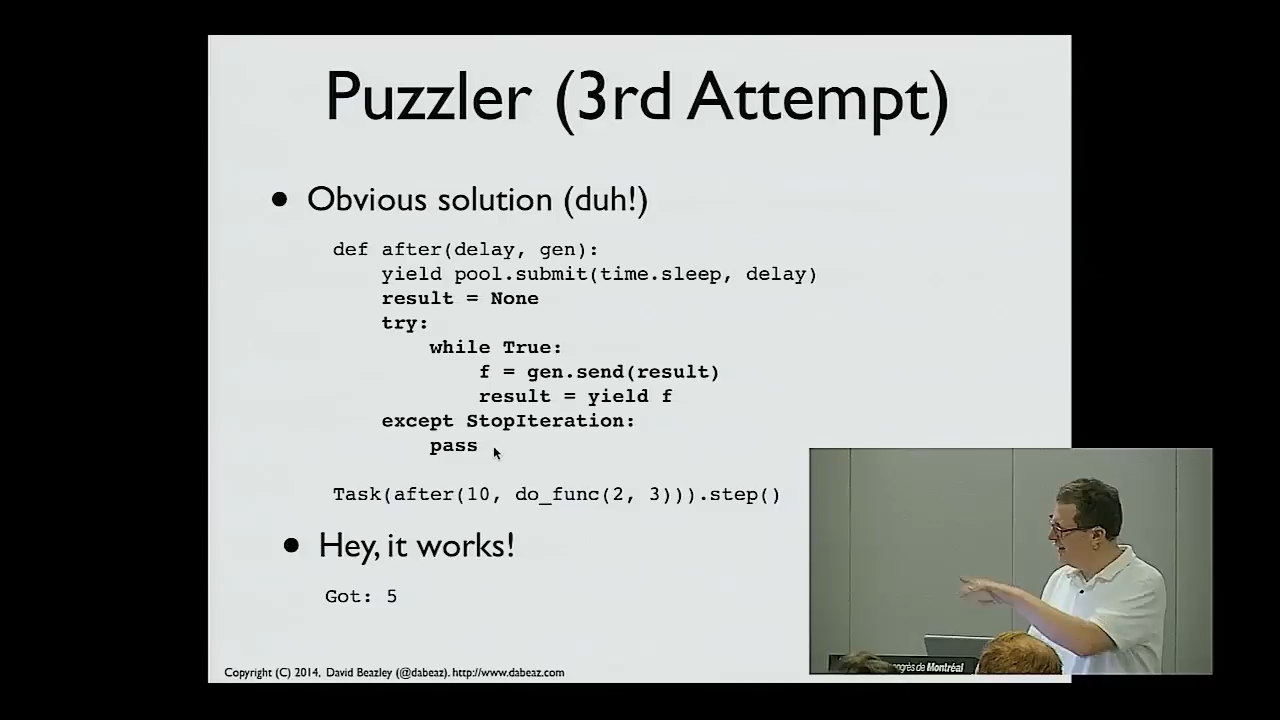 Puzzler (3rd Attempt)
• Obvious solution (duh!)
def after(delay, gen):
    yield pool.submit(time.sleep, delay)
    result = None
    try:
        while True:
            f = gen.send(result)
            result = yield f
    except StopIteration:
        pass
Task(after(10, do_func(2, 3))).step()
• Hey, it works!
Got: 5
Copyright (C) 2014, David Beazley (@dabeaz). http://www.dabeaz.com
de Montréal